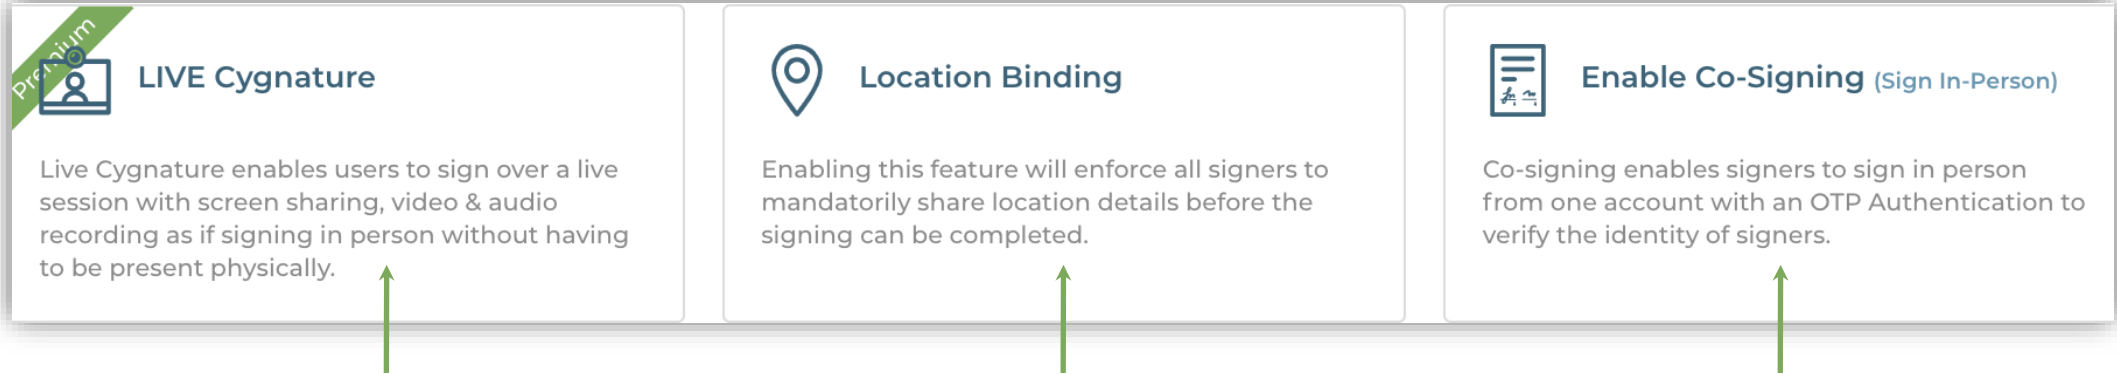 Premium
LIVE Cygnature
Live Cygnature enables users to sign over a live
session with screen sharing, video & audio
recording as if signing in person without having
to be present physically.
Location Binding
Enabling this feature will enforce all signers to
mandatorily share location details before the
signing can be completed.
Enable Co-Signing (Sign In-Person)
Co-signing enables signers to sign in person
from one account with an OTP Authentication to
verify the identity of signers.